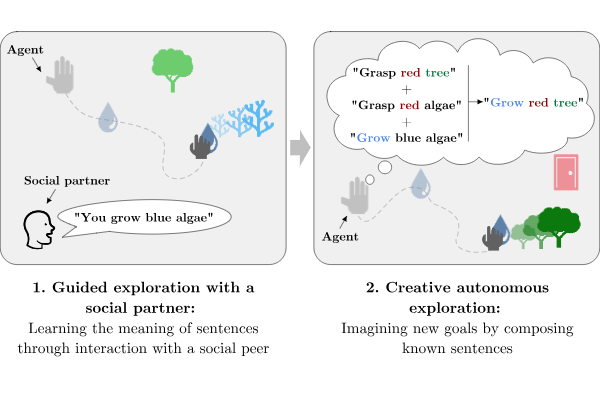 Agent
Social partner
"You grow blue algae"
1. Guided exploration with a
social partner:
Learning the meaning of sentences
through interaction with a social peer
"Grasp red tree"
+
"Grasp red algae"
+
"Grow blue algae"
"Grow red tree"
Agent
2. Creative autonomous
exploration:
Imagining new goals by composing
known sentences